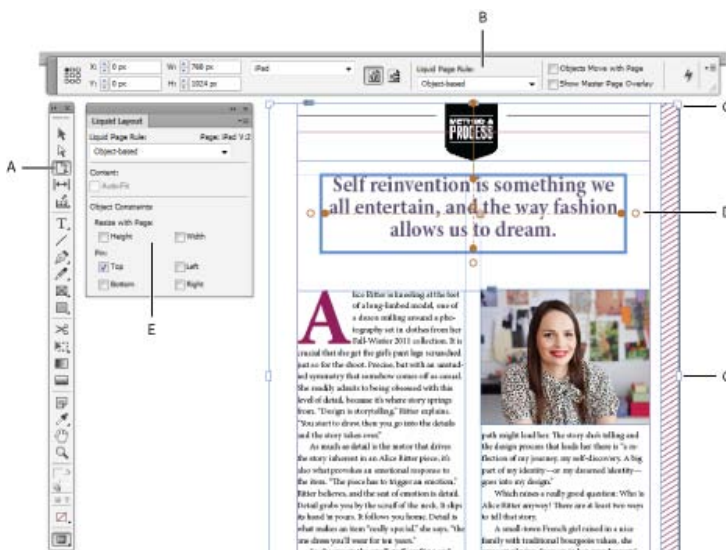 B
X: 0 px W: 768 px iPad Liquid Page Rule: Objects Move with Page
Y: 0 px H: 1024 px Object-based Show Master Page Overlay
A
Liquid Layout
Liquid Page Rule: Page: iPad V:2
Object-based
Content:
Auto-Fit
Object Constraints:
Resize with Page:
Height Width
Pin:
Top Left
Bottom Right
E
PROCESS
Self reinvention is something we
all entertain, and the way fashion
allows us to dream.
Alice Ritter is kneeling at the feet
of a long-limbed model, one of
a dozen milling around a pho-
tography set in clothes from her
Fall-Winter 2011 collection. It is
crucial that she get the girl's pant legs scrunched
just so for the shoot. Precise, but with an unstud-
ied symmetry that somehow comes off as casual.
She readily admits to being obsessed with this
level of detail, because it's where story springs
from. "Design is storytelling," Ritter explains.
"You start to draw, then you go into the details
and the story takes over."
As much as detail is the motor that drives
the story inherent in an Alice Ritter piece, it's
also what provokes an emotional response to
the item. "The piece has to trigger an emotion."
Ritter believes, and the seat of emotion is detail.
Detail grabs you by the scruff of the neck. It slips
its hand in yours. It follows you home. Detail is
what makes an item "really special," she says, "the
one dress you'll wear for ten years."
path might lead her. The story she's telling and
the design process that leads her there is "a re-
flection of my journey, my self-discovery. A big
part of my identity—or my dreamed identity—
goes into my design."
Which raises a really good question: Who is
Alice Ritter anyway? There are at least two ways
to tell that story.
A small-town French girl raised in a nice
family with traditional bourgeois values, she